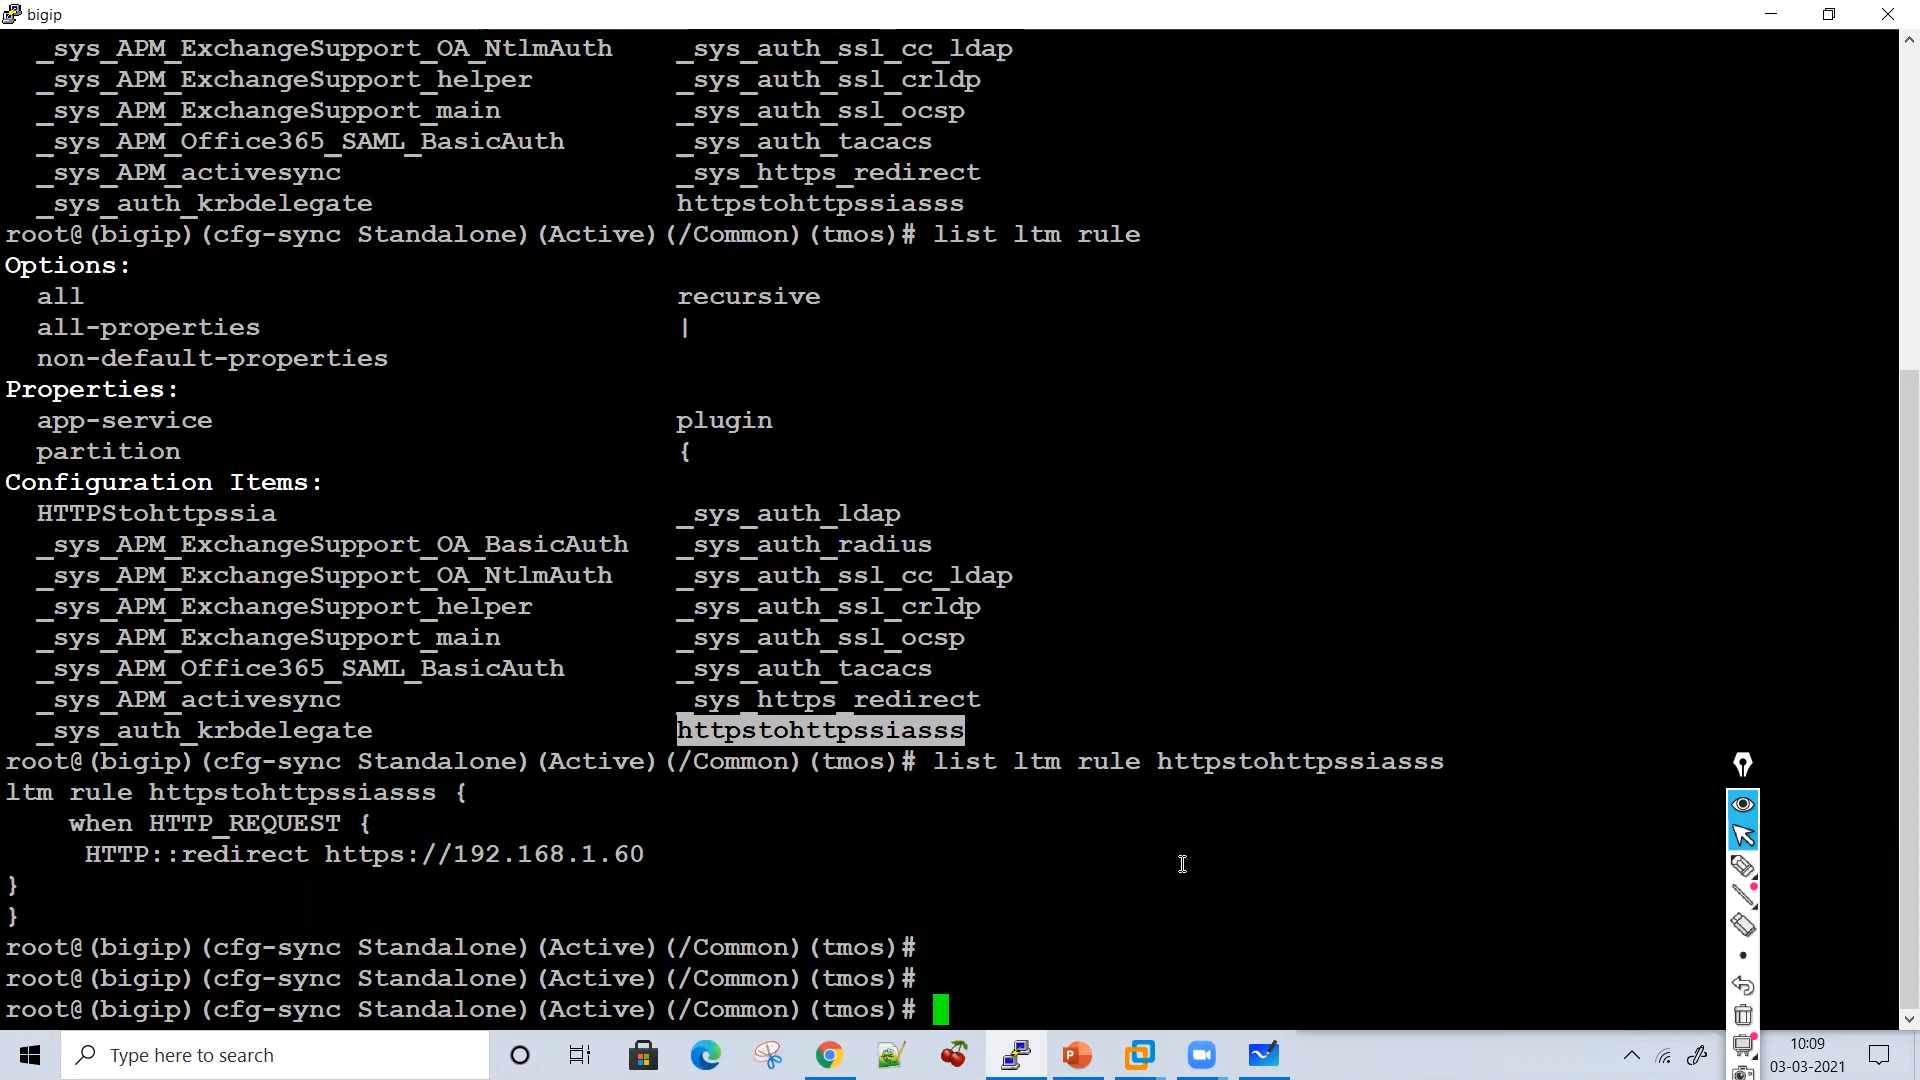 bigip
_sys_APM_ExchangeSupport_OA_NtlmAuth _sys_auth_ssl_cc_ldap
_sys_APM_ExchangeSupport_helper _sys_auth_ssl_crldp
_sys_APM_ExchangeSupport_main _sys_auth_ssl_ocsp
_sys_APM_Office365_SAML_BasicAuth _sys_auth_tacacs
_sys_APM_activesync _sys_https_redirect
_sys_auth_krbdelegate httpstohttpssiasss
root@(bigip)(cfg-sync Standalone)(Active)(/Common)(tmos)# list ltm rule
Options:
all recursive
all-properties |
non-default-properties
Properties:
app-service plugin
partition {
Configuration Items:
HTTPStohttpssia _sys_auth_ldap
_sys_APM_ExchangeSupport_OA_BasicAuth _sys_auth_radius
_sys_APM_ExchangeSupport_OA_NtlmAuth _sys_auth_ssl_cc_ldap
_sys_APM_ExchangeSupport_helper _sys_auth_ssl_crldp
_sys_APM_ExchangeSupport_main _sys_auth_ssl_ocsp
_sys_APM_Office365_SAML_BasicAuth _sys_auth_tacacs
_sys_APM_activesync _sys_https_redirect
_sys_auth_krbdelegate httpstohttpssiasss
root@(bigip)(cfg-sync Standalone)(Active)(/Common)(tmos)# list ltm rule httpstohttpssiasss
ltm rule httpstohttpssiasss {
when HTTP_REQUEST {
HTTP::redirect https://192.168.1.60
}
}
root@(bigip)(cfg-sync Standalone)(Active)(/Common)(tmos)#
root@(bigip)(cfg-sync Standalone)(Active)(/Common)(tmos)#
root@(bigip)(cfg-sync Standalone)(Active)(/Common)(tmos)#
Type here to search
10:09
03-03-2021